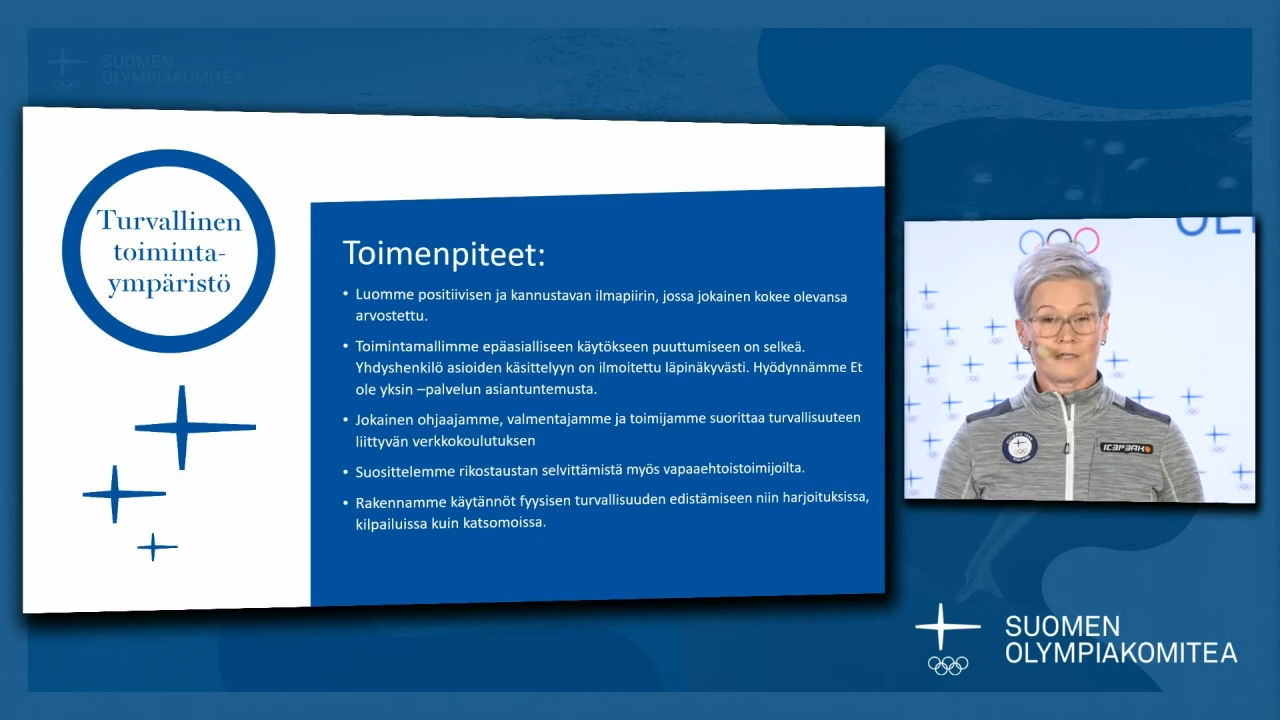 SUOMEN
OLYMPIAKOMITEA
Turvallinen
toiminta-
ympäristö
Toimenpiteet:
• Luomme positiivisen ja kannustavan ilmapiirin, jossa jokainen kokee olevansa
arvostettu.
• Toimintamallimme epäasialliseen käytökseen puuttumiseen on selkeä.
Yhdyshenkilö asioiden käsittelyyn on ilmoitettu läpinäkyvästi. Hyödynnämme Et
ole yksin –palvelun asiantuntemusta.
• Jokainen ohjaajamme, valmentajamme ja toimijamme suorittaa turvallisuuteen
liittyvän verkkokoulutuksen
• Suosittelemme rikostaustan selvittämistä myös vapaaehtoistoimijoilta.
• Rakennamme käytännöt fyysisen turvallisuuden edistämiseen niin harjoituksissa,
kilpailuissa kuin katsomoissa.
ICEPEAK
SUOMEN
OLYMPIAKOMITEA